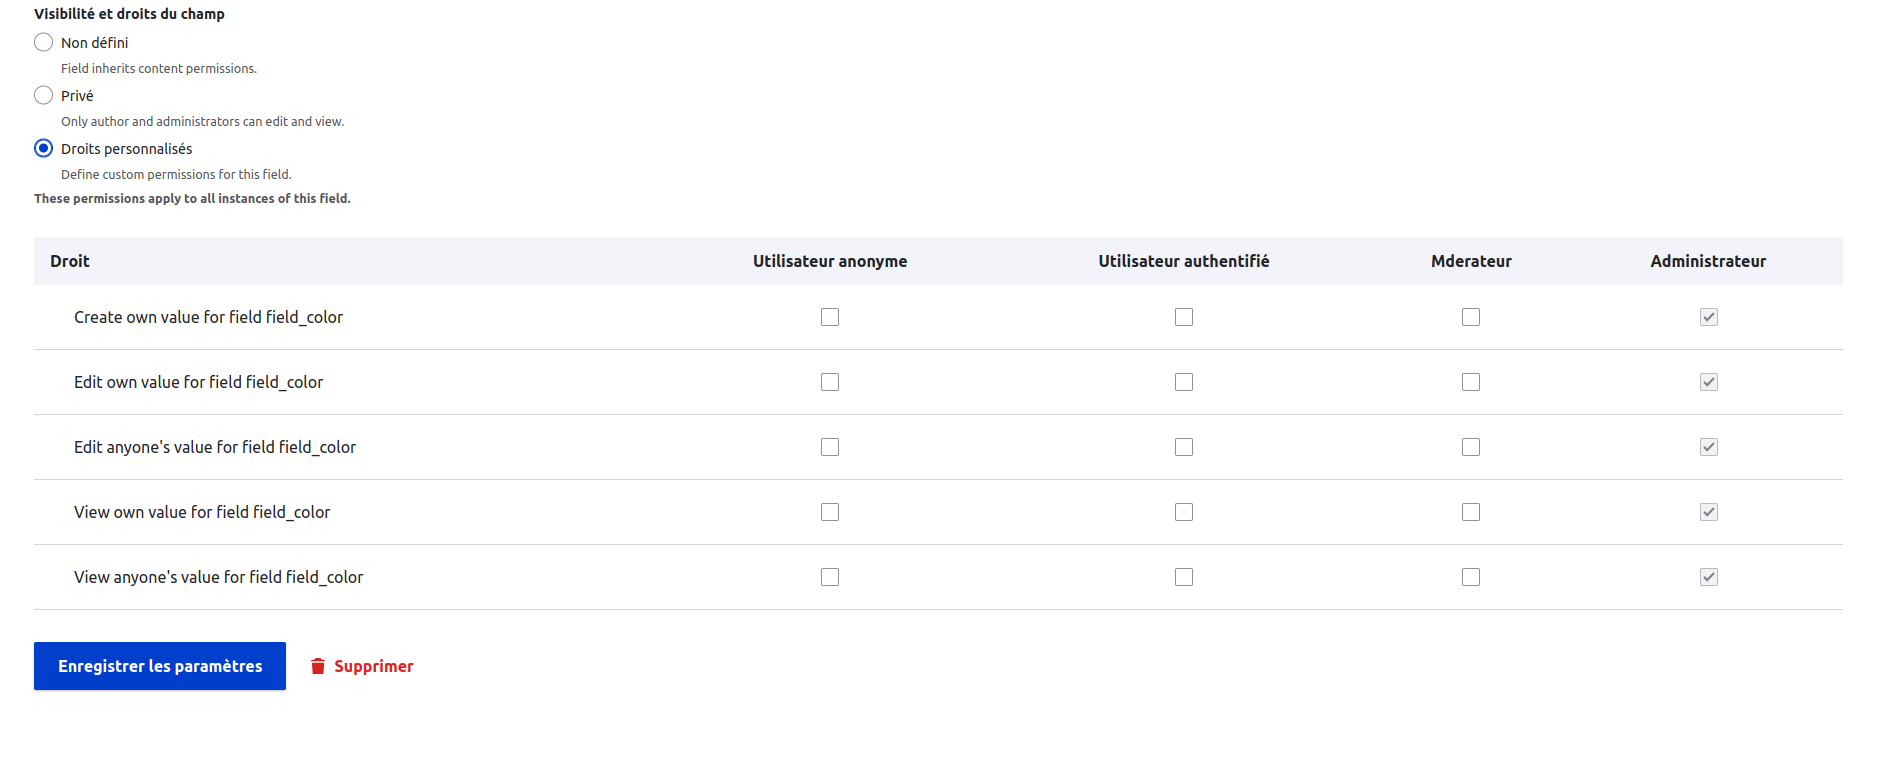 Visibilité et droits du champ
Non défini
Field inherits content permissions.
Privé
Only author and administrators can edit and view.
Droits personnalisés
Define custom permissions for this field.
These permissions apply to all instances of this field.
Droit Utilisateur anonyme Utilisateur authentifié Mderateur Administrateur
Create own value for field field_color
Edit own value for field field_color
Edit anyone's value for field field_color
View own value for field field_color
View anyone's value for field field_color
Enregistrer les paramètres Supprimer